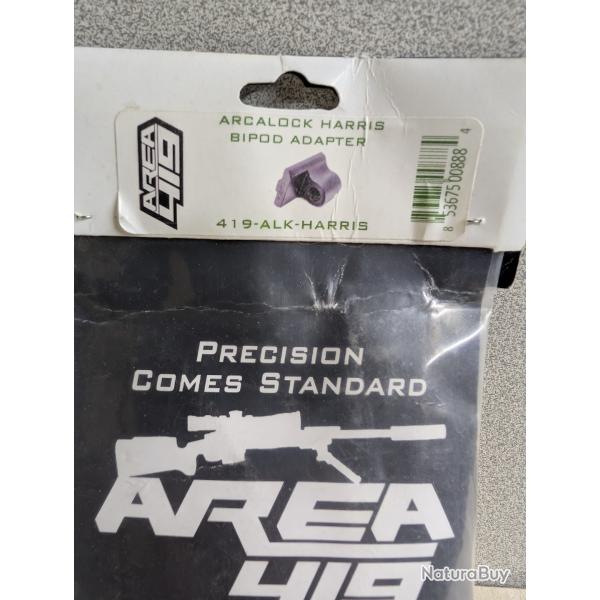 ARCALOCK HARRIS
BIPOD ADAPTER
AREA
419
419-ALK-HARRIS
8 53675 00888 4
PRECISION
COMES STANDARD
AREA
419
NaturaBuy